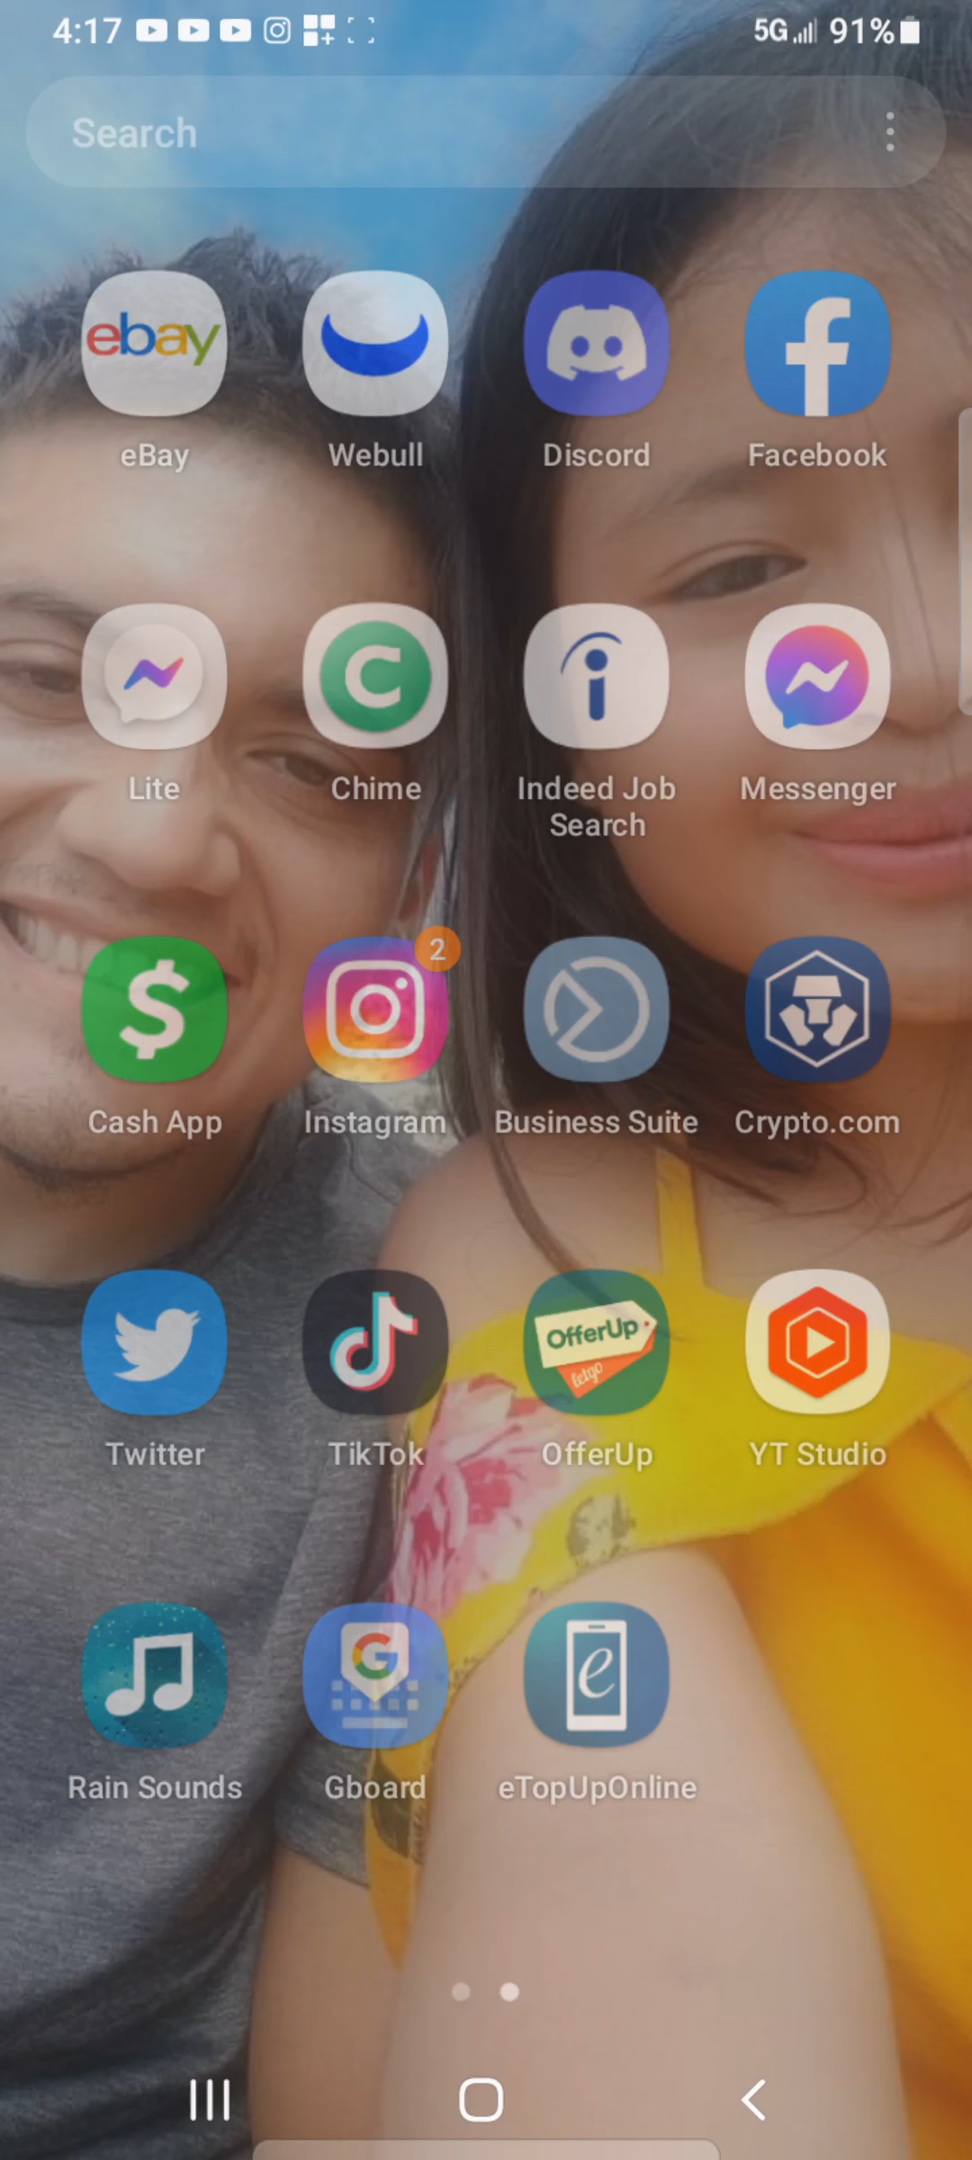 4:17 5G 91%
Search
ebay
eBay Webull Discord Facebook
Lite Chime Indeed Job Search Messenger
2
Cash App Instagram Business Suite Crypto.com
OfferUp
letgo
Twitter TikTok OfferUp YT Studio
G
e
Rain Sounds Gboard eTopUpOnline